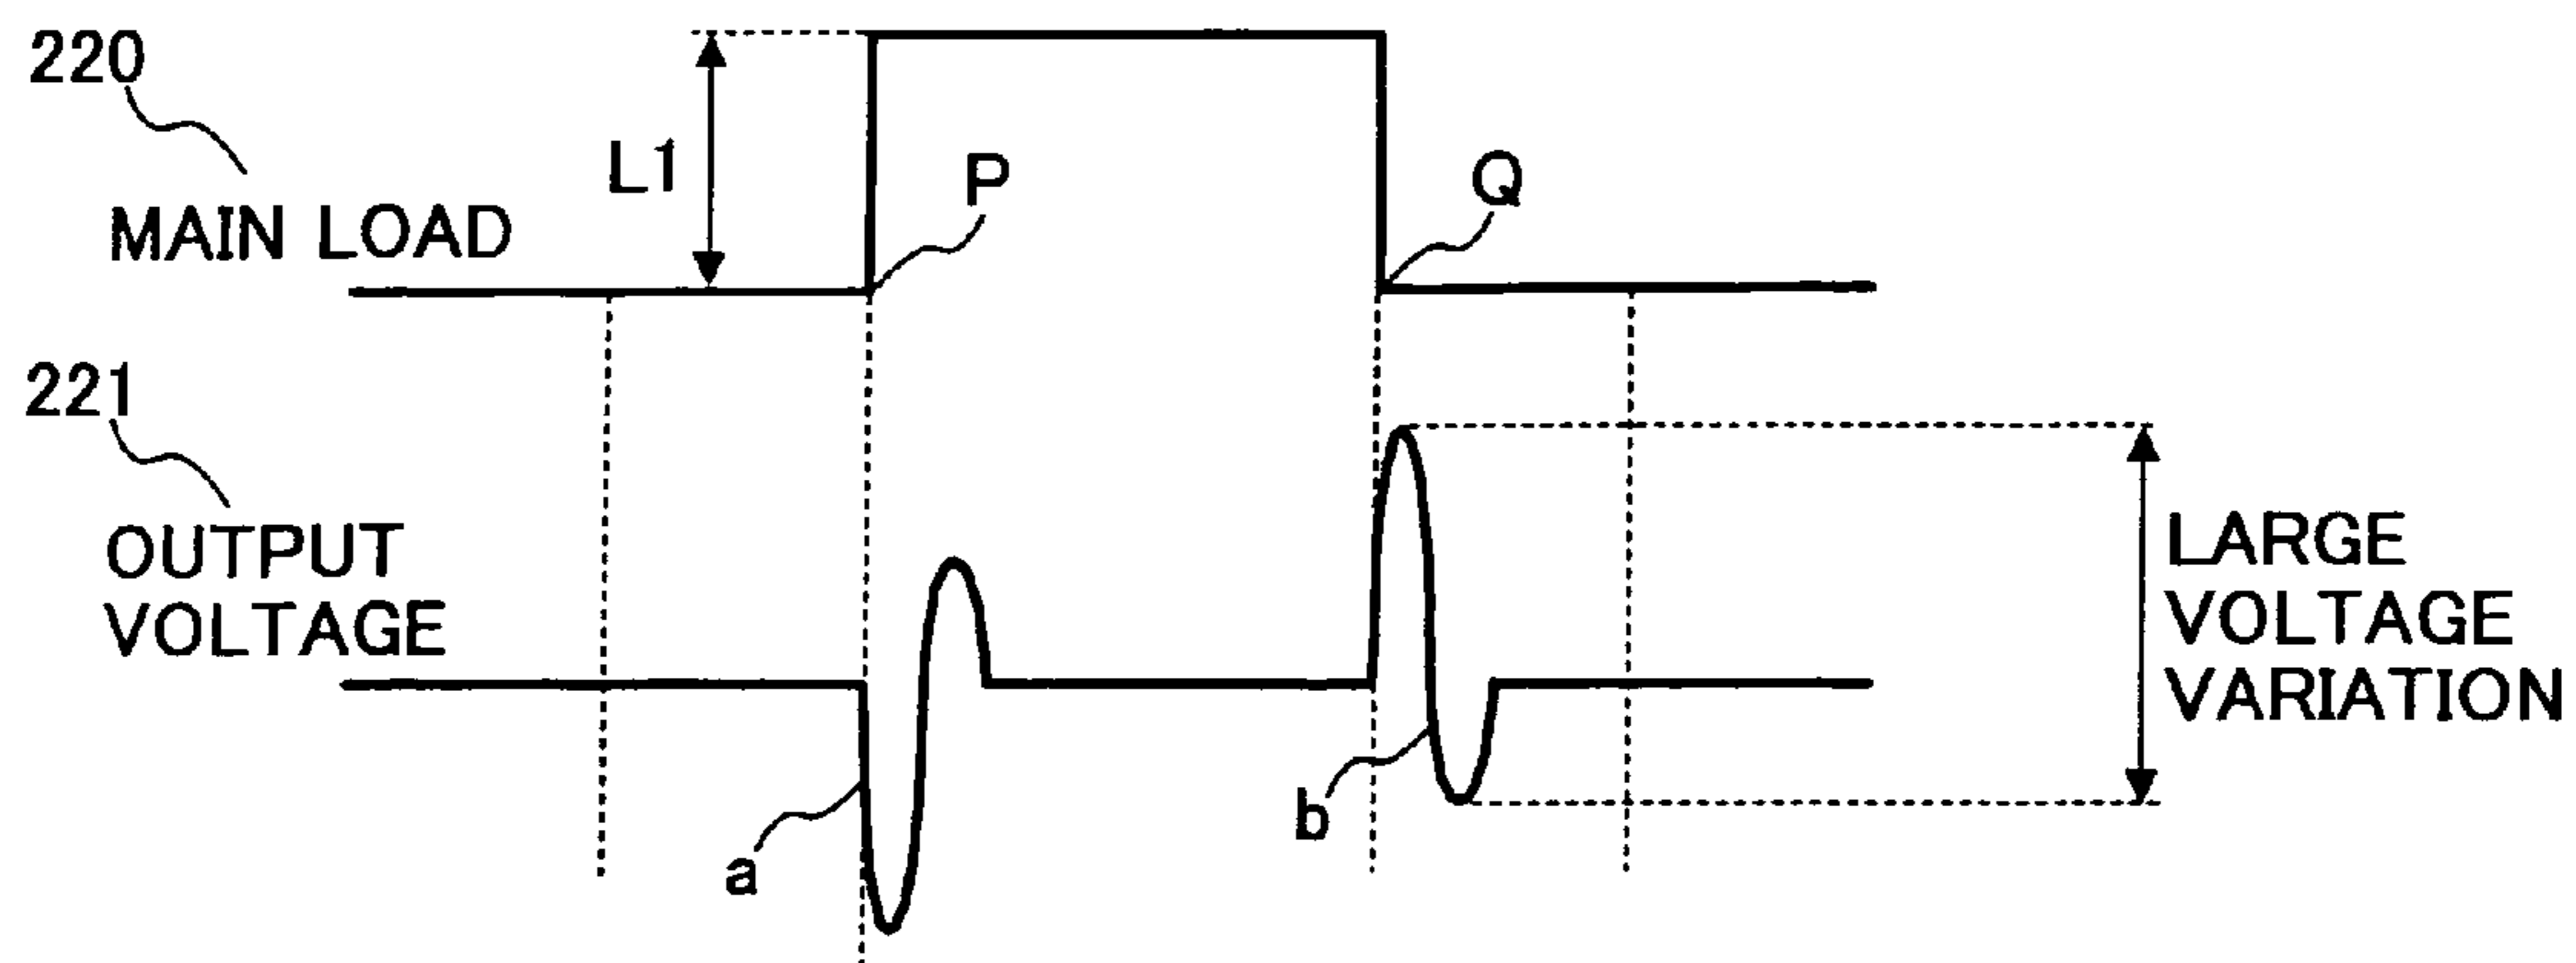 220
MAIN LOAD
L1
P
Q
221
OUTPUT
VOLTAGE
a
b
LARGE
VOLTAGE
VARIATION